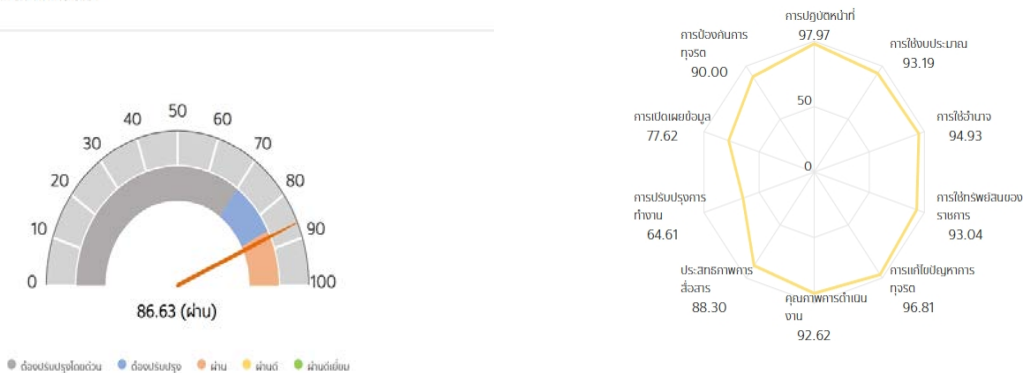 50
40
60
30
70
20
80
10
90
0
100
86.63 (ผ่าน)
ต้องปรับปรุงโดยด่วน
ต้องปรับปรุง
ผ่าน
ผ่านดี
ผ่านดีเยี่ยม
การปฏิบัติหน้าที่
97.97
การใช้งบประมาณ
93.19
การใช้อำนาจ
94.93
การใช้ทรัพย์สินของ
ราชการ
93.04
การแก้ไขปัญหาการ
ทุจริต
96.81
คุณภาพการดำเนิน
งาน
92.62
ประสิทธิภาพการ
สื่อสาร
88.30
การปรับปรุงการ
ทำงาน
64.61
การเปิดเผยข้อมูล
77.62
การป้องกันการ
ทุจริต
90.00
50
0